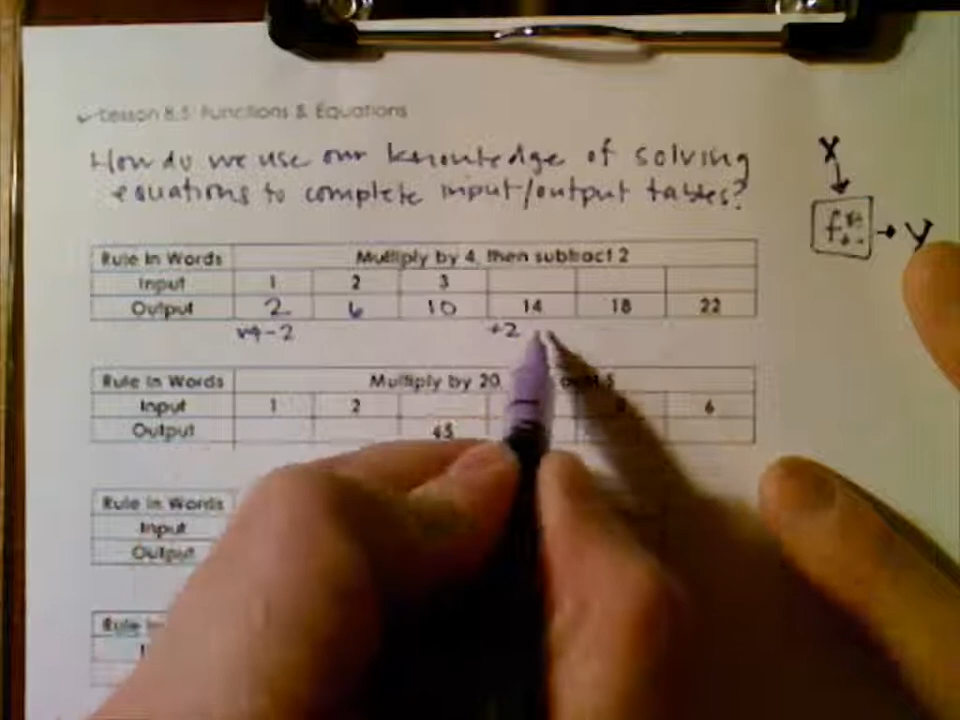 Lesson 8.5: Functions & Equations
How do we use our knowledge of solving
equations to complete input/output tables?
X
f
Y
Rule in Words Multiply by 4, then subtract 2
Input 1 2 3
Output 2 6 10 14 18 22
x4-2 +2
Rule in Words Multiply by 20,
Input 1 2 6
Output 45
Rule in Words
Input
Output
Rule in